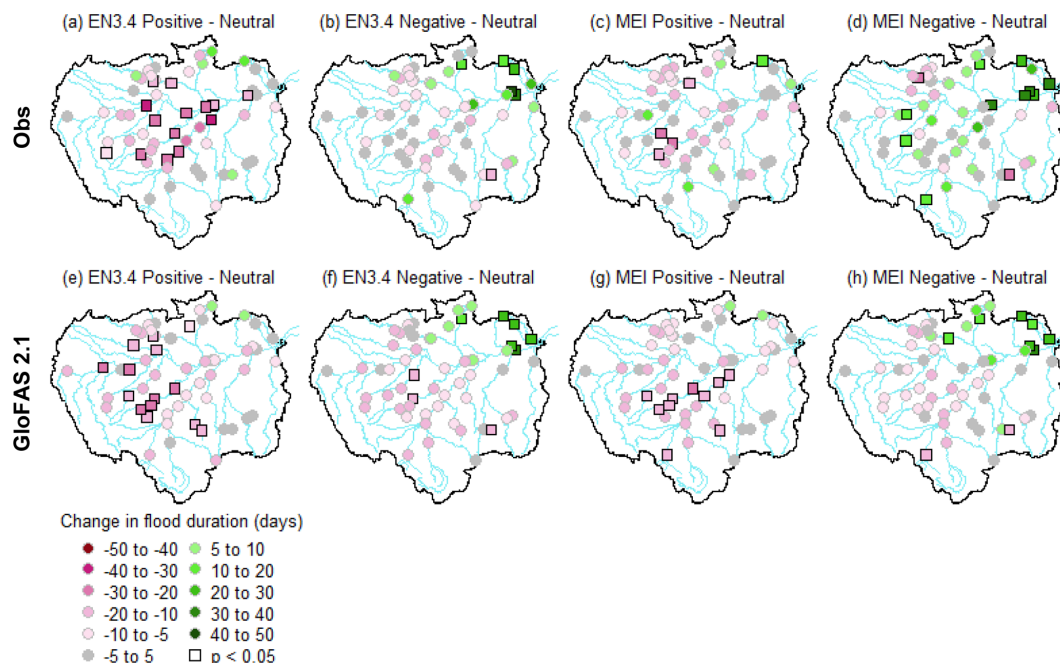 (a) EN3.4 Positive - Neutral
(b) EN3.4 Negative - Neutral
(c) MEI Positive - Neutral
(d) MEI Negative - Neutral
Obs
(e) EN3.4 Positive - Neutral
(f) EN3.4 Negative - Neutral
(g) MEI Positive - Neutral
(h) MEI Negative - Neutral
GloFAS 2.1
Change in flood duration (days)
-50 to -40
-40 to -30
-30 to -20
-20 to -10
-10 to -5
-5 to 5
5 to 10
10 to 20
20 to 30
30 to 40
40 to 50
p < 0.05